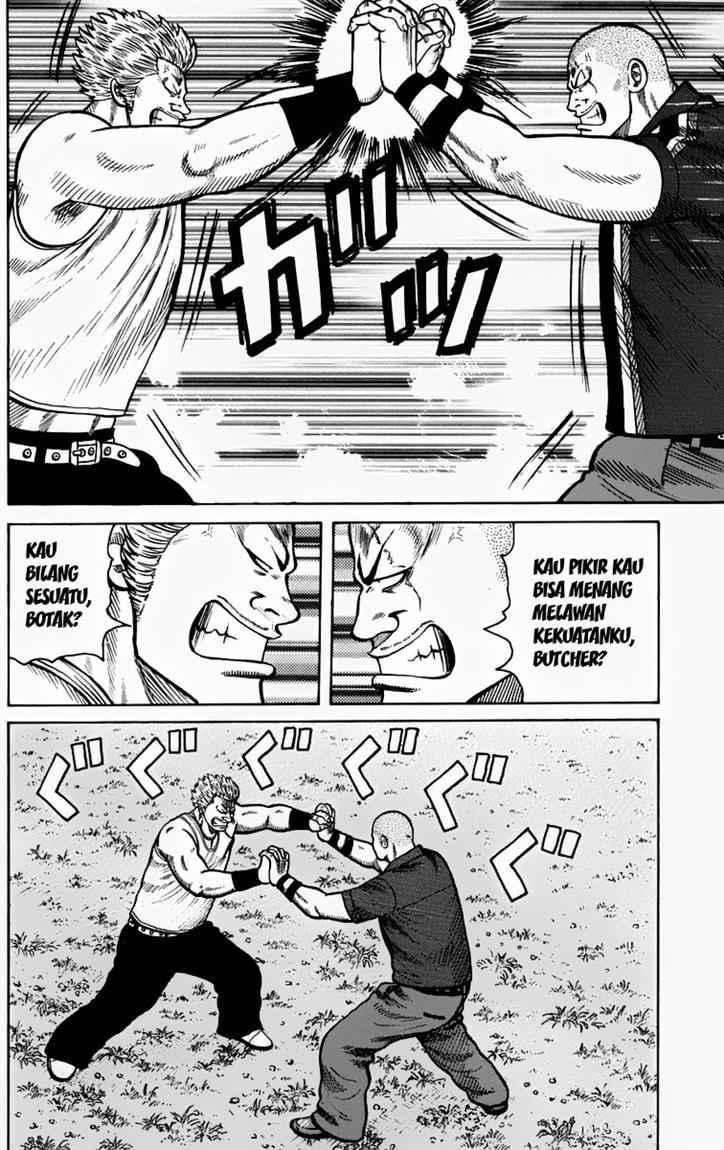 ガガッ
KAU PIKIR KAU
BISA MENANG
MELAWAN
KEKUATANKU,
BUTCHER?
KAU
BILANG
SESUATU,
BOTAK?
ぐぐぐぐぐぐ